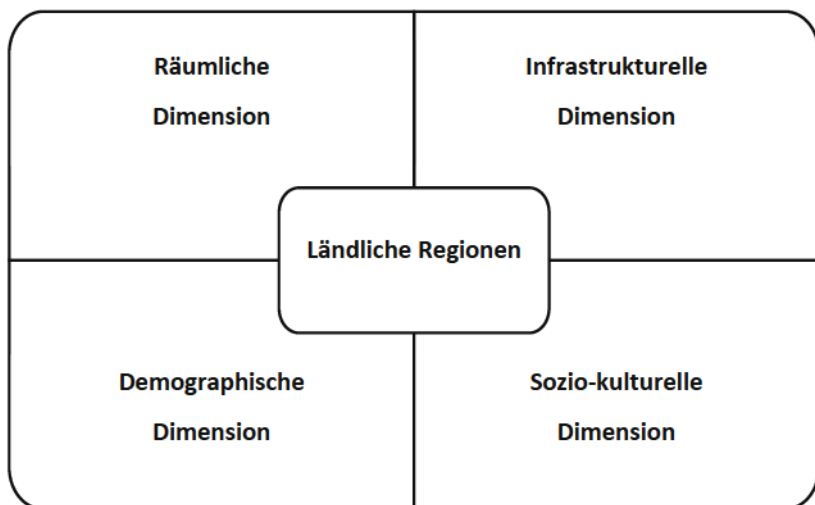 Räumliche
Dimension
Infrastrukturelle
Dimension
Ländliche Regionen
Demographische
Dimension
Sozio-kulturelle
Dimension